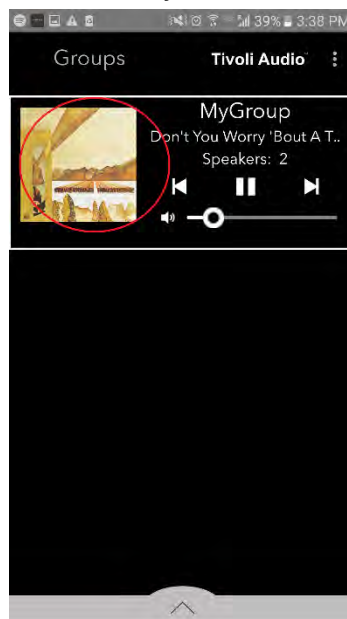 39% 3:38 PM
Groups Tivoli Audio
MyGroup
Don't You Worry 'Bout A T..
Speakers: 2